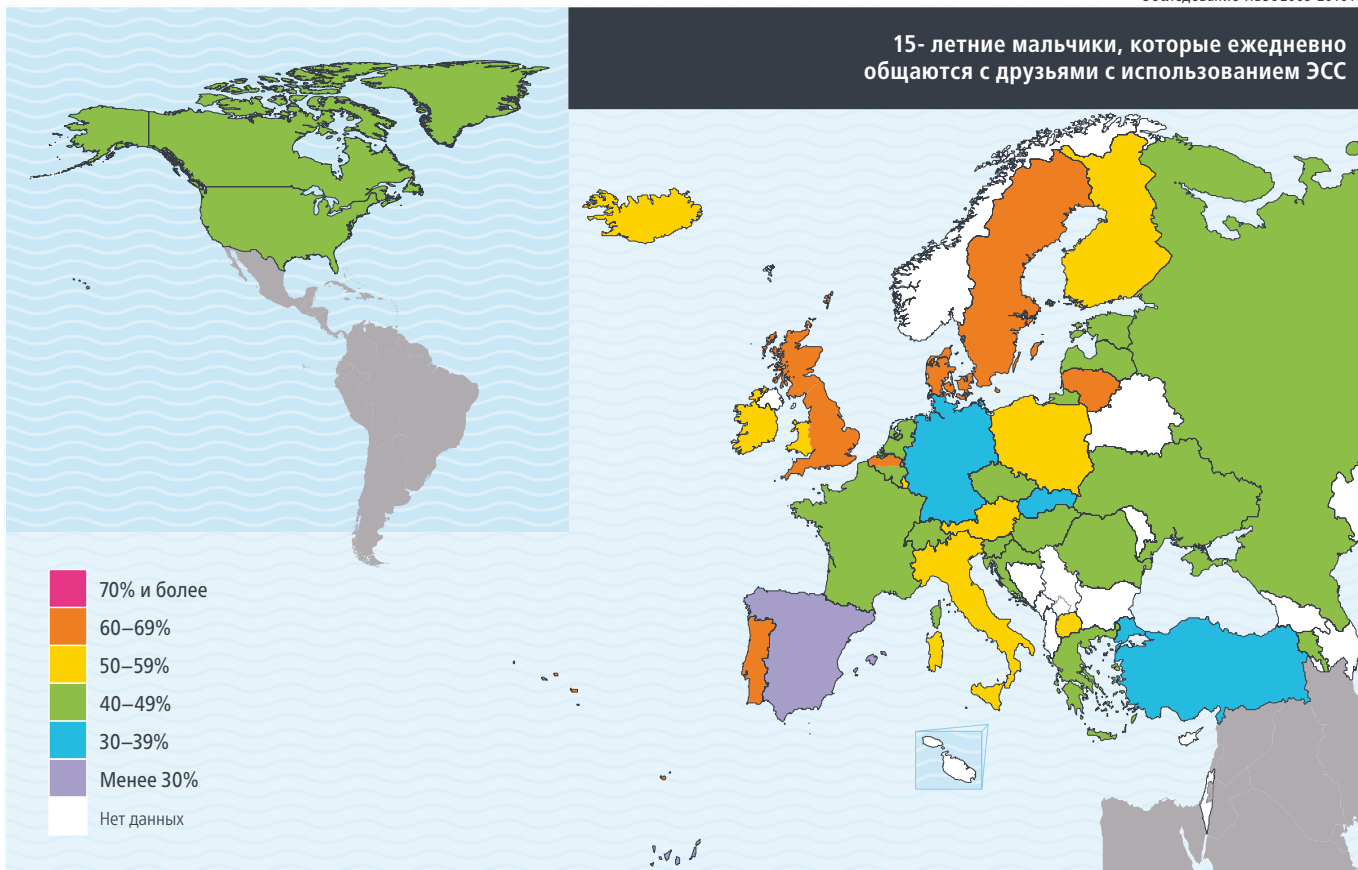 15- летние мальчики, которые ежедневно
общаются с друзьями с использованием ЭСС
70% и более
60–69%
50–59%
40–49%
30–39%
Менее 30%
Нет данных